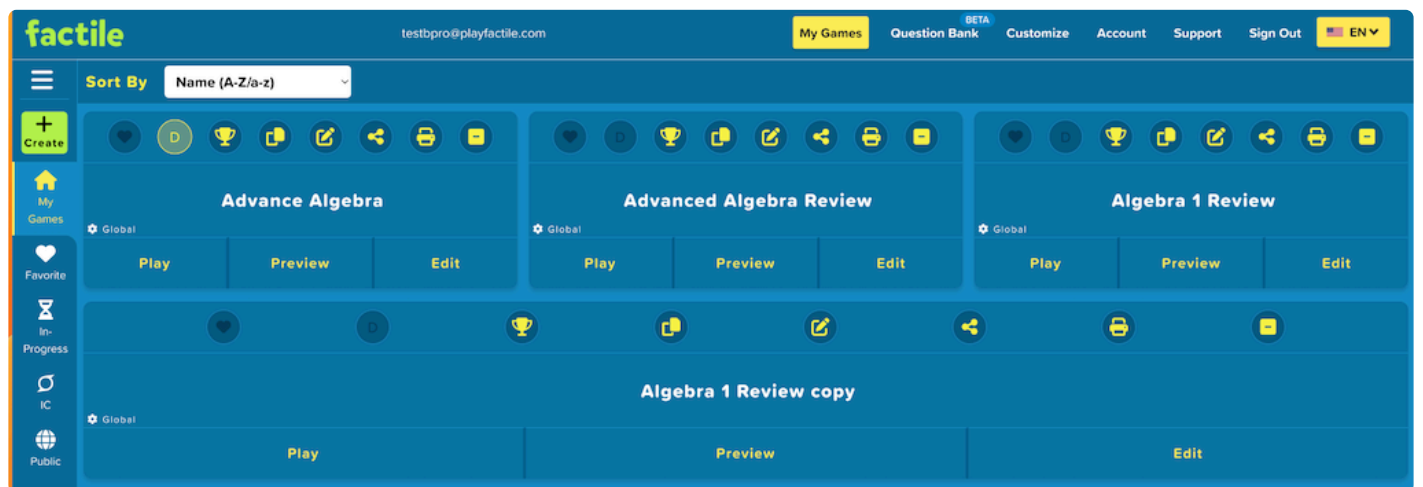 factile
testbpro@playfactile.com
My Games
Question Bank
BETA
Customize
Account
Support
Sign Out
EN
Sort By
Name (A-Z/a-z)
+
Create
My
Games
Favorite
In-
Progress
IC
Public
D
Advance Algebra
Global
Play Preview Edit
D
Advanced Algebra Review
Global
Play Preview Edit
D
Algebra 1 Review
Global
Play Preview Edit
D
Algebra 1 Review copy
Global
Play Preview Edit